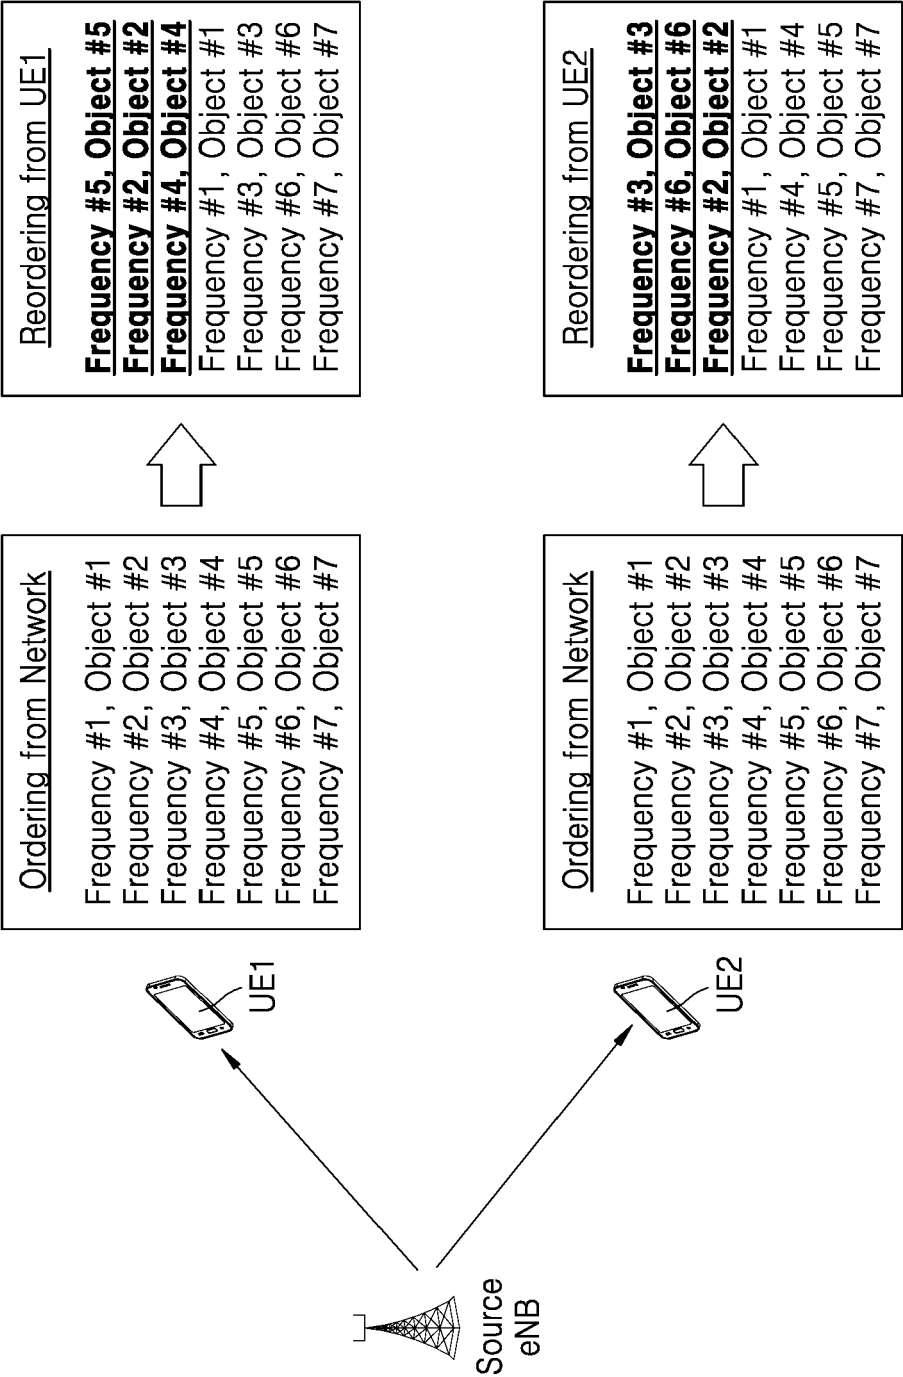 Source
eNB
UE1
Ordering from Network
Frequency #1, Object #1
Frequency #2, Object #2
Frequency #3, Object #3
Frequency #4, Object #4
Frequency #5, Object #5
Frequency #6, Object #6
Frequency #7, Object #7
Reordering from UE1
Frequency #5, Object #5
Frequency #2, Object #2
Frequency #4, Object #4
Frequency #1, Object #1
Frequency #3, Object #3
Frequency #6, Object #6
Frequency #7, Object #7
UE2
Ordering from Network
Frequency #1, Object #1
Frequency #2, Object #2
Frequency #3, Object #3
Frequency #4, Object #4
Frequency #5, Object #5
Frequency #6, Object #6
Frequency #7, Object #7
Reordering from UE2
Frequency #3, Object #3
Frequency #6, Object #6
Frequency #2, Object #2
Frequency #1, Object #1
Frequency #4, Object #4
Frequency #5, Object #5
Frequency #7, Object #7